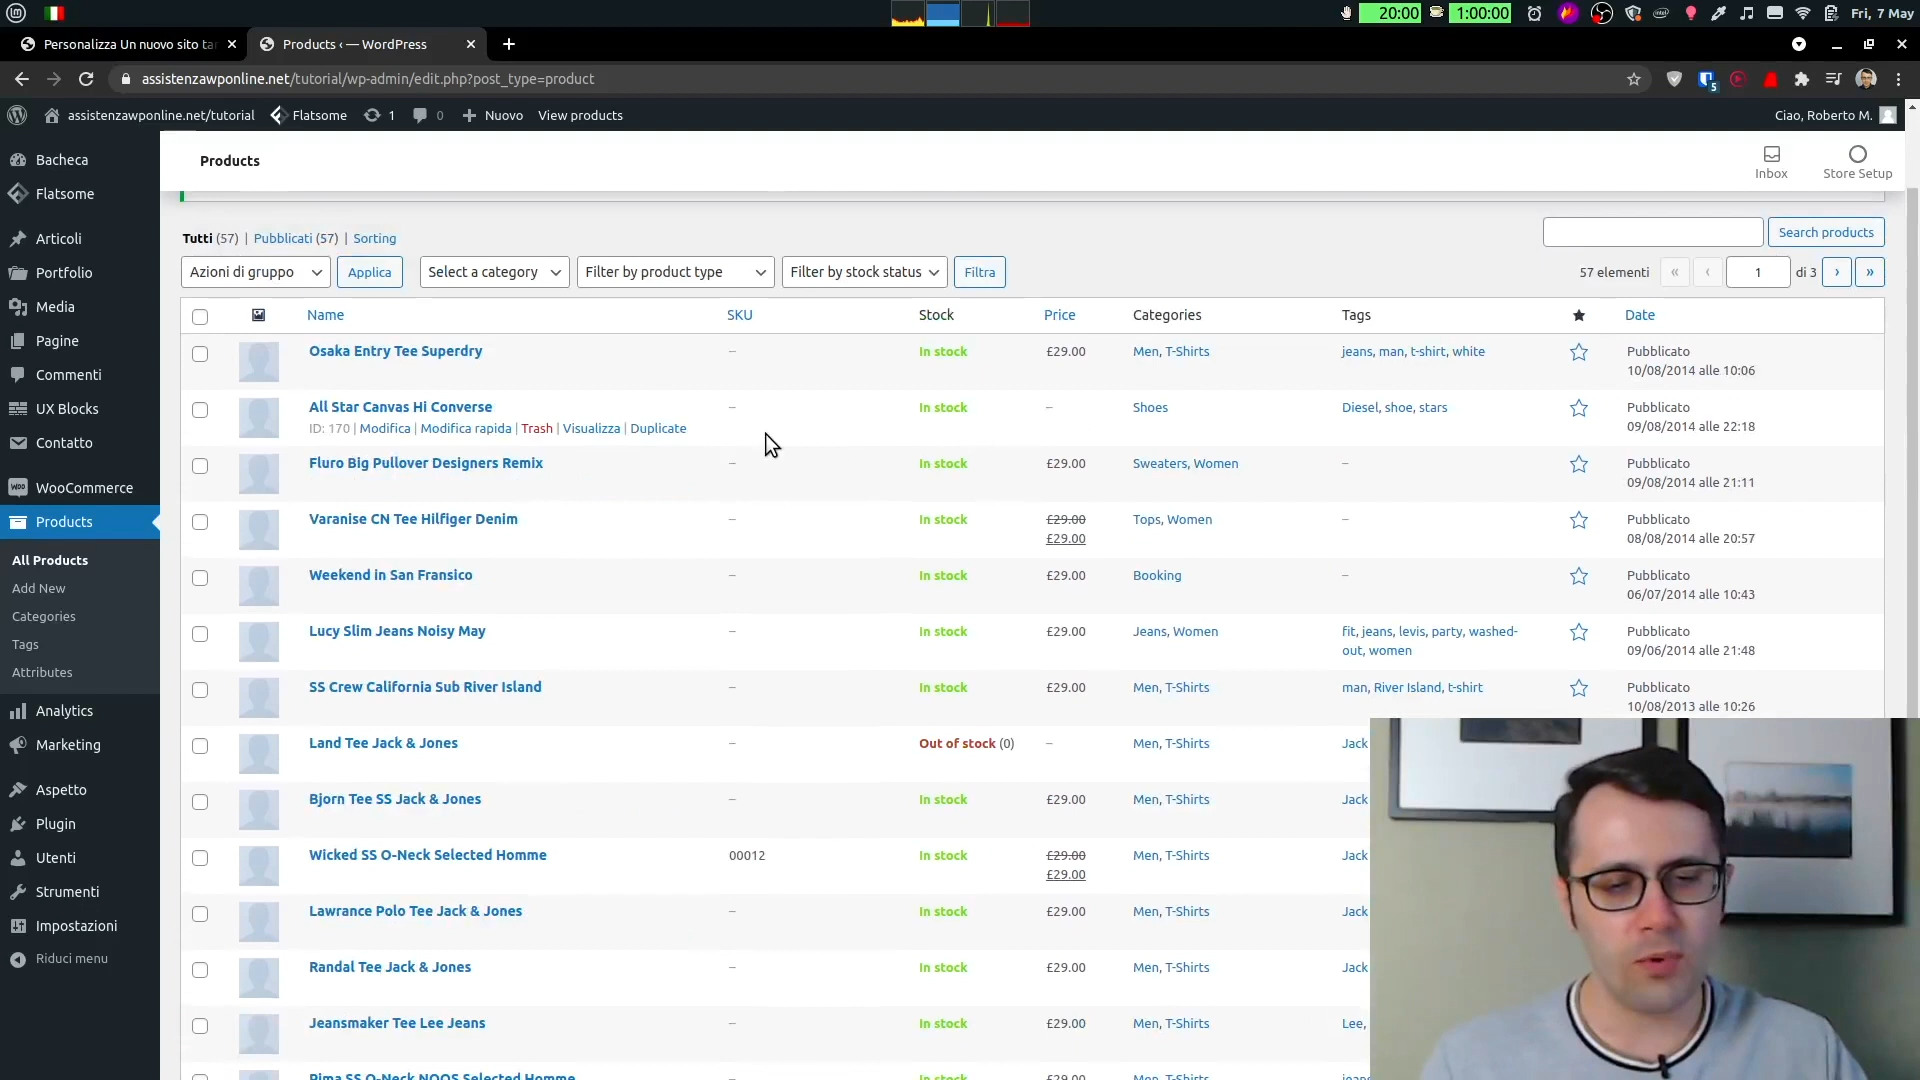 20:00 1:00:00 Fri, 7 May
Personalizza Un nuovo sito ta Products ‹ — WordPress
assistenzawponline.net/tutorial/wp-admin/edit.php?post_type=product
5
assistenzawponline.net/tutorial Flatsome 1 0 Nuovo View products Ciao, Roberto M.
Products
Inbox Store Setup
Bacheca
Flatsome
Articoli
Portfolio
Media
Pagine
Commenti
UX Blocks
Contatto
WooCommerce
Products
All Products
Add New
Categories
Tags
Attributes
Analytics
Marketing
Aspetto
Plugin
Utenti
Strumenti
Impostazioni
Riduci menu
Tutti (57) | Pubblicati (57) | Sorting
Search products
Azioni di gruppo Applica Select a category Filter by product type Filter by stock status Filtra
57 elementi « ‹ 1 di 3 › »
Name SKU Stock Price Categories Tags Date
Osaka Entry Tee Superdry – In stock £29.00 Men, T-Shirts jeans, man, t-shirt, white Pubblicato
10/08/2014 alle 10:06
All Star Canvas Hi Converse – In stock – Shoes Diesel, shoe, stars Pubblicato
ID: 170 | Modifica | Modifica rapida | Trash | Visualizza | Duplicate 09/08/2014 alle 22:18
Fluro Big Pullover Designers Remix – In stock £29.00 Sweaters, Women – Pubblicato
09/08/2014 alle 21:11
Varanise CN Tee Hilfiger Denim – In stock £29.00 Tops, Women – Pubblicato
£29.00 08/08/2014 alle 20:57
Weekend in San Fransico – In stock £29.00 Booking – Pubblicato
06/07/2014 alle 10:43
Lucy Slim Jeans Noisy May – In stock £29.00 Jeans, Women fit, jeans, levis, party, washed- Pubblicato
out, women 09/06/2014 alle 21:48
SS Crew California Sub River Island – In stock £29.00 Men, T-Shirts man, River Island, t-shirt Pubblicato
10/08/2013 alle 10:26
Land Tee Jack & Jones – Out of stock (0) – Men, T-Shirts Jack
Bjorn Tee SS Jack & Jones – In stock £29.00 Men, T-Shirts Jack
Wicked SS O-Neck Selected Homme 00012 In stock £29.00 Men, T-Shirts Jack
£29.00
Lawrance Polo Tee Jack & Jones – In stock £29.00 Men, T-Shirts Jack
Randal Tee Jack & Jones – In stock £29.00 Men, T-Shirts Jack
Jeansmaker Tee Lee Jeans – In stock £29.00 Men, T-Shirts Lee,
Pima SS O-Neck NOOS Selected Homme – In stock £29.00 Men, T-Shirts jeans